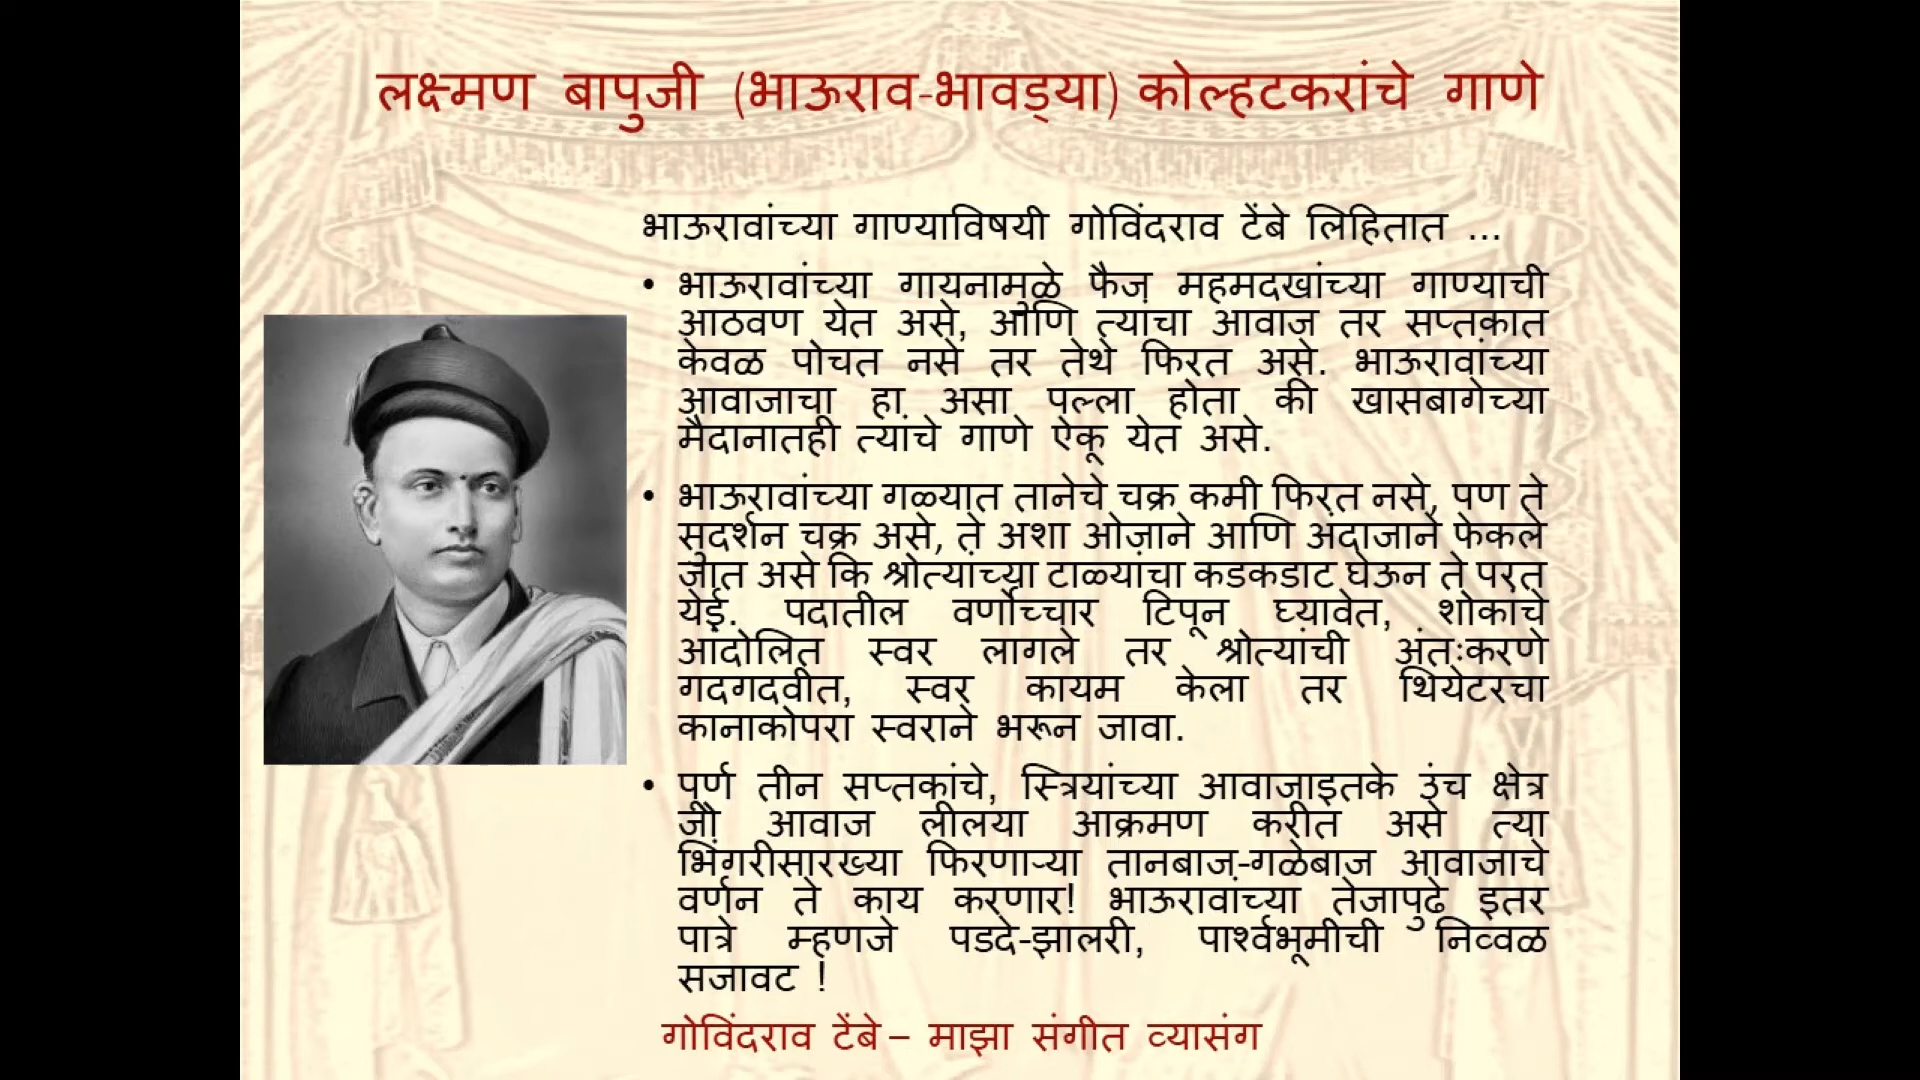 लक्ष्मण बापुजी (भाऊराव-भावड्या) कोल्हटकरांचे गाणे
भाऊरावांच्या गाण्याविषयी गोविंदराव टेंबे लिहितात ...
• भाऊरावांच्या गायनामुळे फैज़ महमदखांच्या गाण्याची
आठवण येत असे, आणि त्यांचा आवाज़ तर सप्तकात
केवळ पोचत नसे तर तेथे फिरत असे. भाऊरावांच्या
आवाजाचा हा असा पल्ला होता की खासबागेच्या
मैदानातही त्यांचे गाणे ऐकू येत असे.
• भाऊरावांच्या गळ्यात तानेचे चक्र कमी फिरत नसे, पण ते
सुदर्शन चक्र असे, ते अशा ओज़ाने आणि अंदाजाने फेकले
जात असे कि श्रोत्यांच्या टाळ्यांचा कडकडाट घेऊन ते परत
येई. पदातील वर्णोच्चार टिपून घ्यावेत, शोकाचे
आंदोलित स्वर लागले तर श्रोत्यांची अंतःकरणे
गदगदवीत, स्वर कायम केला तर थियेटरचा
कानाकोपरा स्वराने भरून जावा.
• पूर्ण तीन सप्तकांचे, स्त्रियांच्या आवाजाइतके उंच क्षेत्र
जो आवाज लीलया आक्रमण करीत असे त्या
भिंगरीसारख्या फिरणाऱ्या तानबाज़-गळेबाज आवाजाचे
वर्णन ते काय करणार! भाऊरावांच्या तेजापुढे इतर
पात्रे म्हणजे पडदे-झालरी, पार्श्वभूमीची निव्वळ
सजावट !
गोविंदराव टेंबे – माझा संगीत व्यासंग